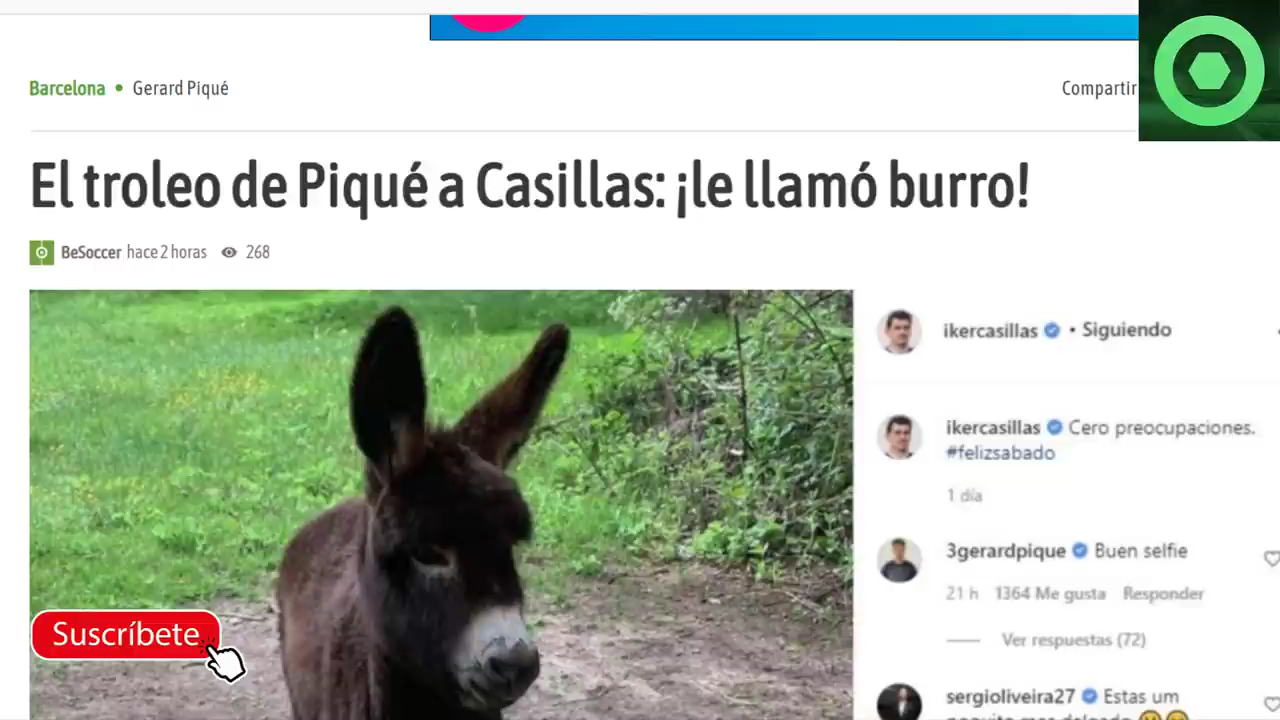 Barcelona • Gerard Piqué
Compartir
El troleo de Piqué a Casillas: ¡le llamó burro!
BeSoccer hace 2 horas 268
ikercasillas • Siguiendo
ikercasillas Cero preocupaciones.
#felizsabado
1 día
3gerardpique Buen selfie
21 h 1364 Me gusta Responder
Ver respuestas (72)
Suscríbete
sergioliveira27 Estas um